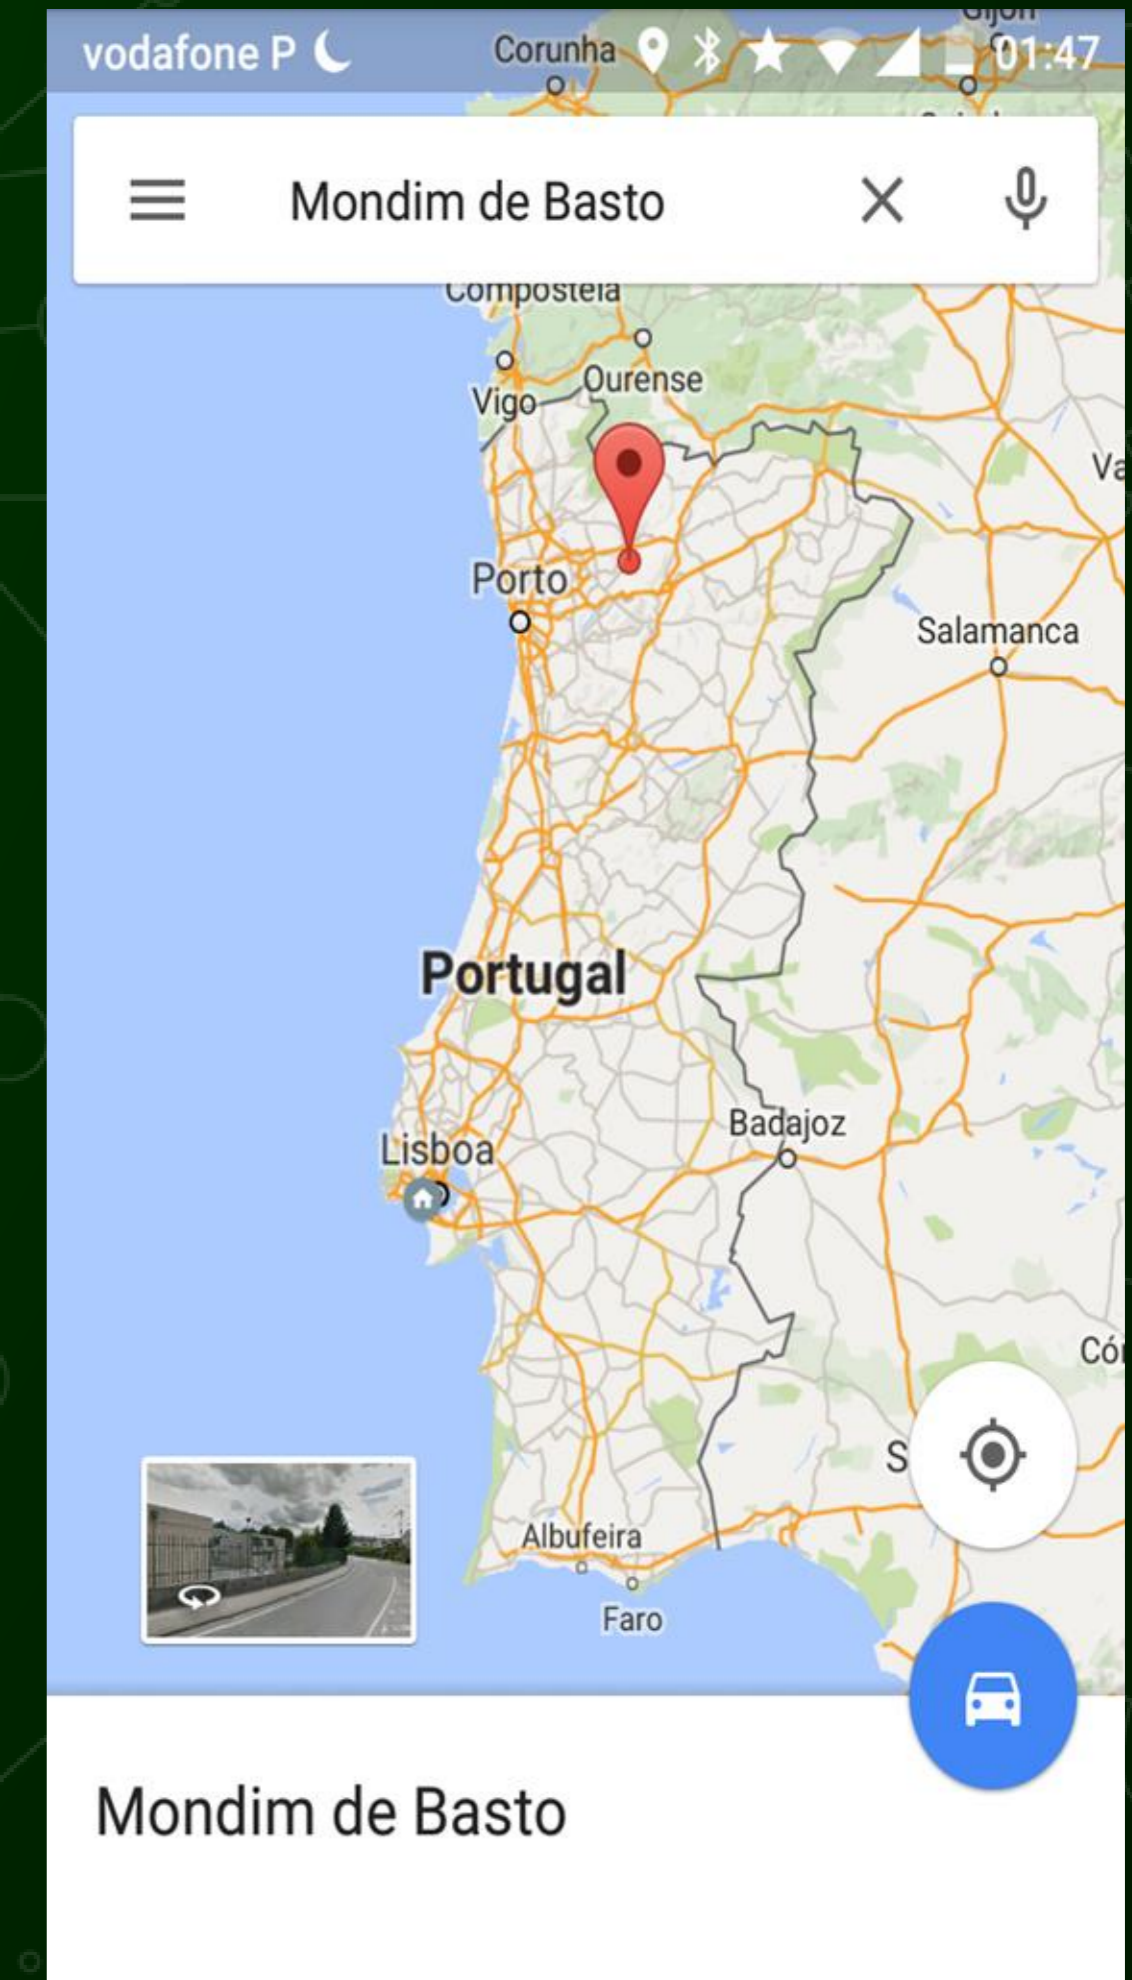 vodafone P
Corunha
01:47
Mondim de Basto
Compostela
Ourense
Vigo
Porto
Salamanca
Portugal
Badajoz
Lisboa
Albufeira
Faro
Mondim de Basto